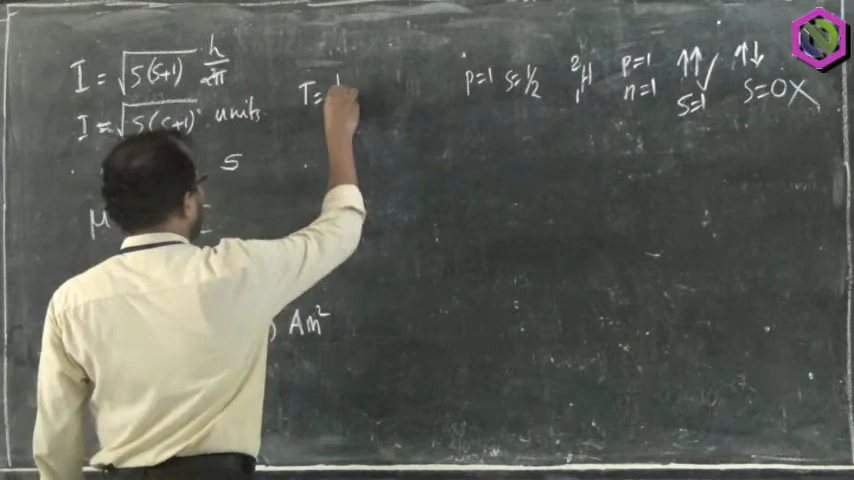 I = √S(S+1) h/2π
I = √S(S+1) units
S
μ
Am²
T = 1
p=1 s=1/2
²₁H p=1 n=1
↑↑ ✓ S=1
↑↓ S=0 X